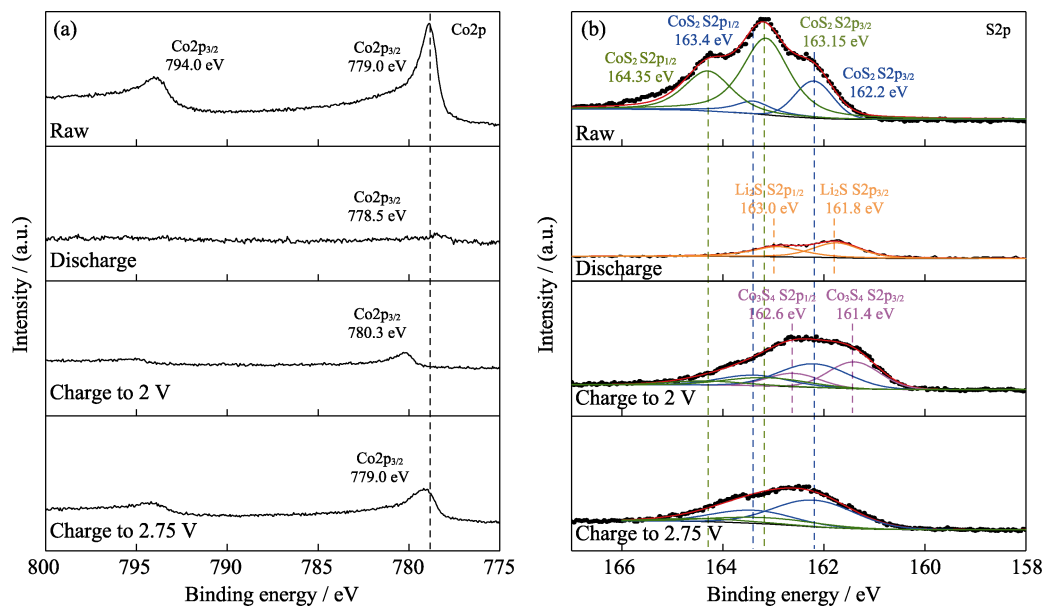 (a)
Co2p
Co2p3/2
794.0 eV
Co2p3/2
779.0 eV
Raw
Co2p3/2
778.5 eV
Discharge
Co2p3/2
780.3 eV
Charge to 2 V
Co2p3/2
779.0 eV
Charge to 2.75 V
Intensity / (a.u.)
800 795 790 785 780 775
Binding energy / eV
(b)
S2p
CoS2 S2p1/2
163.4 eV
CoS2 S2p3/2
163.15 eV
CoS2 S2p1/2
164.35 eV
CoS2 S2p3/2
162.2 eV
Raw
Li2S S2p1/2
163.0 eV
Li2S S2p3/2
161.8 eV
Discharge
Co3S4 S2p1/2
162.6 eV
Co3S4 S2p3/2
161.4 eV
Charge to 2 V
Charge to 2.75 V
Intensity / (a.u.)
166 164 162 160 158
Binding energy / eV